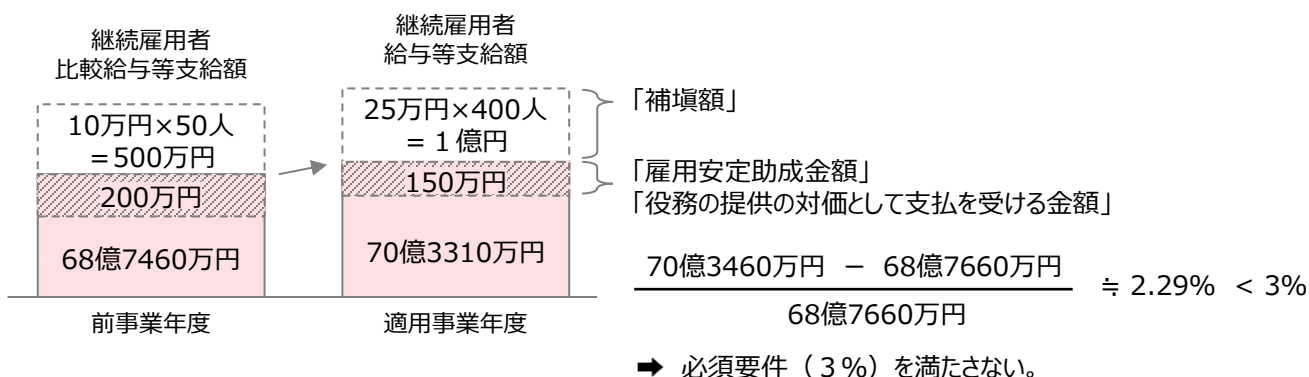 継続雇用者
比較給与等支給額
10万円×50人
=500万円
200万円
68億7460万円
前事業年度
継続雇用者
給与等支給額
25万円×400人
= 1億円
150万円
70億3310万円
適用事業年度
「補塡額」
「雇用安定助成金額」
「役務の提供の対価として支払を受ける金額」
70億3460万円 − 68億7660万円
68億7660万円
≒ 2.29% < 3%
➡ 必須要件(3%)を満たさない。